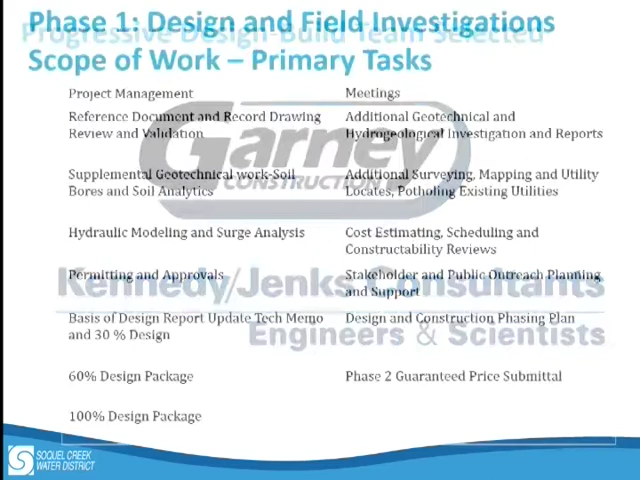 Progressive Design-Build Team Selected
Phase 1: Design and Field Investigations
Scope of Work – Primary Tasks
Project Management
Meetings
Reference Document and Record Drawing
Review and Validation
Additional Geotechnical and
Hydrogeological Investigation and Reports
Garney
CONSTRUCTION
Supplemental Geotechnical work-Soil
Bores and Soil Analytics
Additional Surveying, Mapping and Utility
Locates, Potholing Existing Utilities
Hydraulic Modeling and Surge Analysis
Cost Estimating, Scheduling and
Constructability Reviews
Permitting and Approvals
Stakeholder and Public Outreach Planning
and Support
Kennedy/Jenks Consultants
Engineers & Scientists
Basis of Design Report Update Tech Memo
and 30 % Design
Design and Construction Phasing Plan
60% Design Package
Phase 2 Guaranteed Price Submittal
100% Design Package
SOQUEL CREEK
WATER DISTRICT